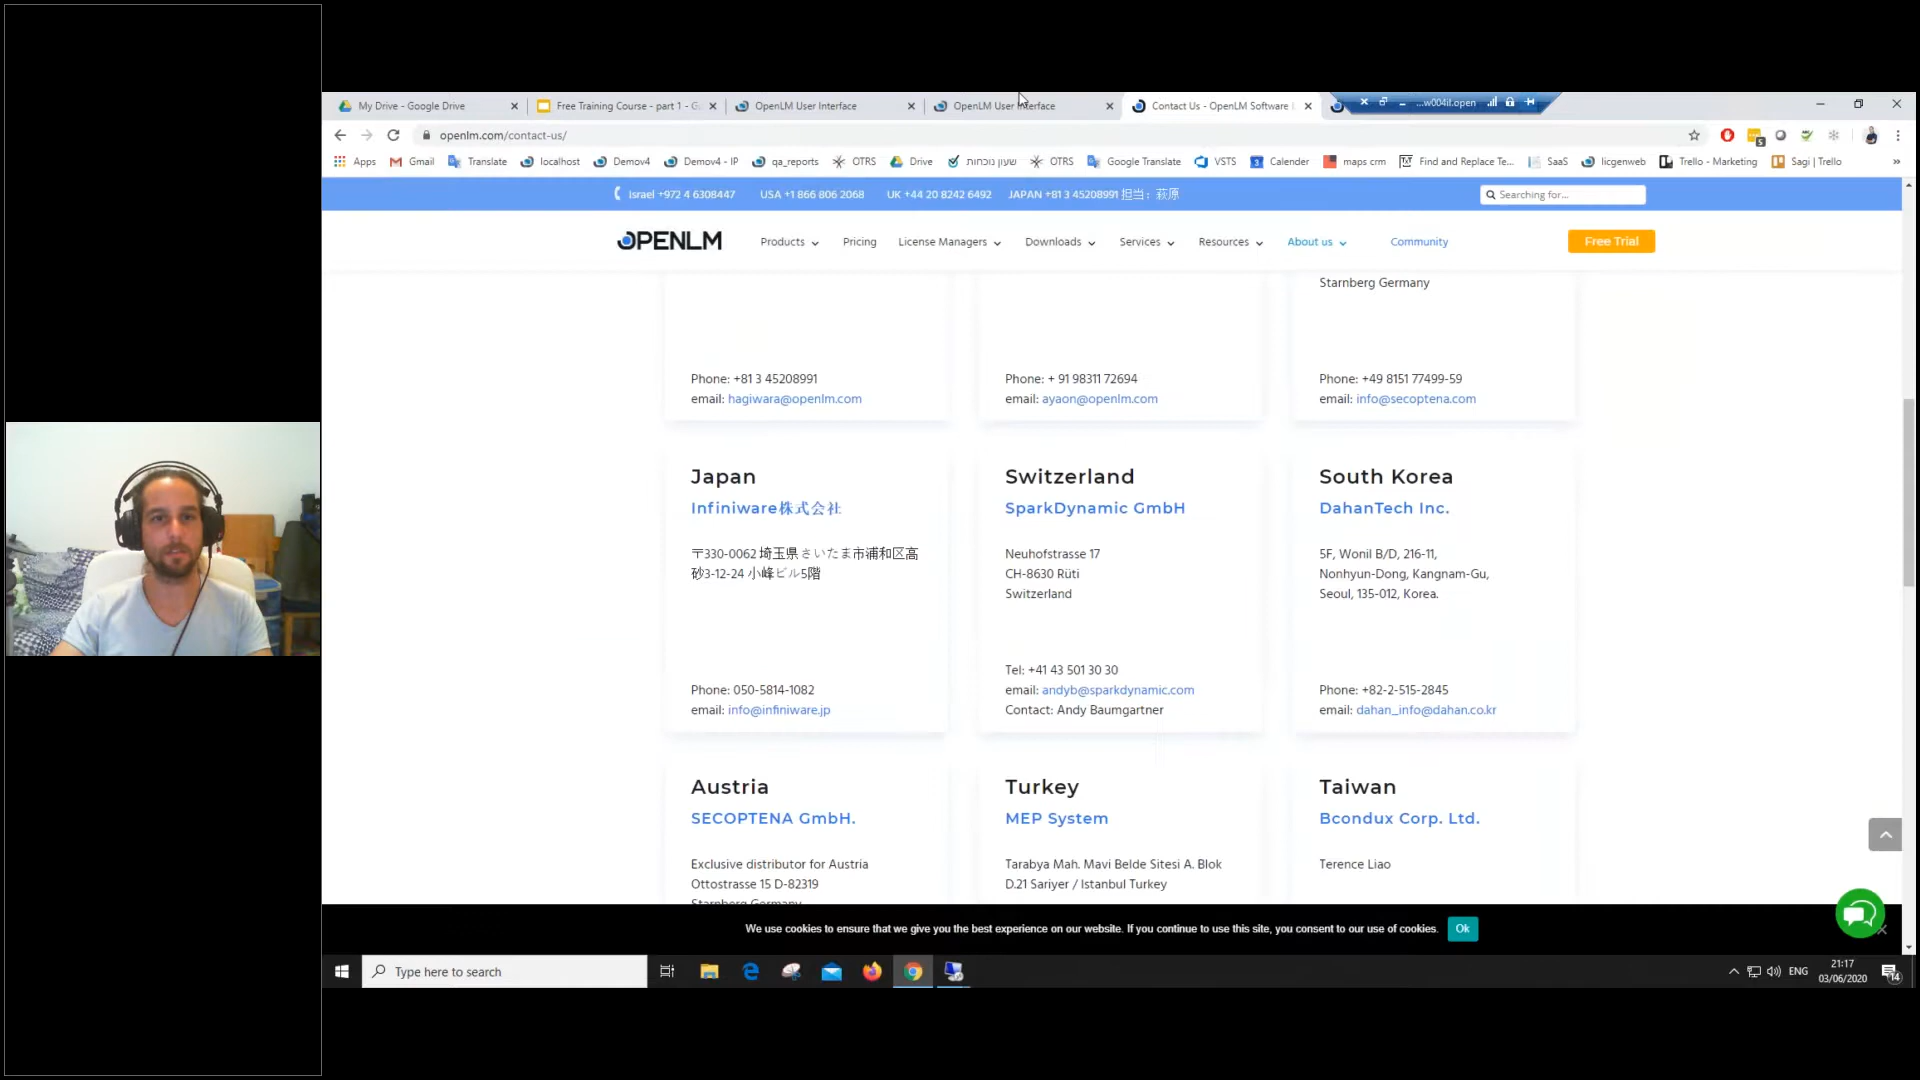 My Drive - Google Drive
Free Training Course - part 1 - G
OpenLM User Interface
OpenLM User Interface
Contact Us - OpenLM Software
...w004il.open
openlm.com/contact-us/
5
Apps
Gmail
Translate
localhost
Demov4
Demov4 - IP
qa_reports
OTRS
Drive
שעון נוכחות
OTRS
Google Translate
VSTS
Calender
maps crm
Find and Replace Te...
SaaS
licgenweb
Trello - Marketing
Sagi | Trello
»
Israel +972 4 6308447
USA +1 866 806 2068
UK +44 20 8242 6492
JAPAN +81 3 45208991 担当：萩原
Searching for...
OPENLM
Products
Pricing
License Managers
Downloads
Services
Resources
About us
Community
Free Trial
Starnberg Germany
Phone: +81 3 45208991
email: hagiwara@openlm.com
Phone: + 91 98311 72694
email: ayaon@openlm.com
Phone: +49 8151 77499-59
email: info@secoptena.com
Japan
Infiniware株式会社
〒330-0062 埼玉県さいたま市浦和区高
砂3-12-24 小峰ビル5階
Phone: 050-5814-1082
email: info@infiniware.jp
Switzerland
SparkDynamic GmbH
Neuhofstrasse 17
CH-8630 Rüti
Switzerland
Tel: +41 43 501 30 30
email: andyb@sparkdynamic.com
Contact: Andy Baumgartner
South Korea
DahanTech Inc.
5F, Wonil B/D, 216-11,
Nonhyun-Dong, Kangnam-Gu,
Seoul, 135-012, Korea.
Phone: +82-2-515-2845
email: dahan_info@dahan.co.kr
Austria
SECOPTENA GmbH.
Exclusive distributor for Austria
Ottostrasse 15 D-82319
Starnberg Germany
Turkey
MEP System
Tarabya Mah. Mavi Belde Sitesi A. Blok
D.21 Sariyer / Istanbul Turkey
Taiwan
Bcondux Corp. Ltd.
Terence Liao
We use cookies to ensure that we give you the best experience on our website. If you continue to use this site, you consent to our use of cookies.
Ok
Type here to search
ENG
21:17
03/06/2020
14